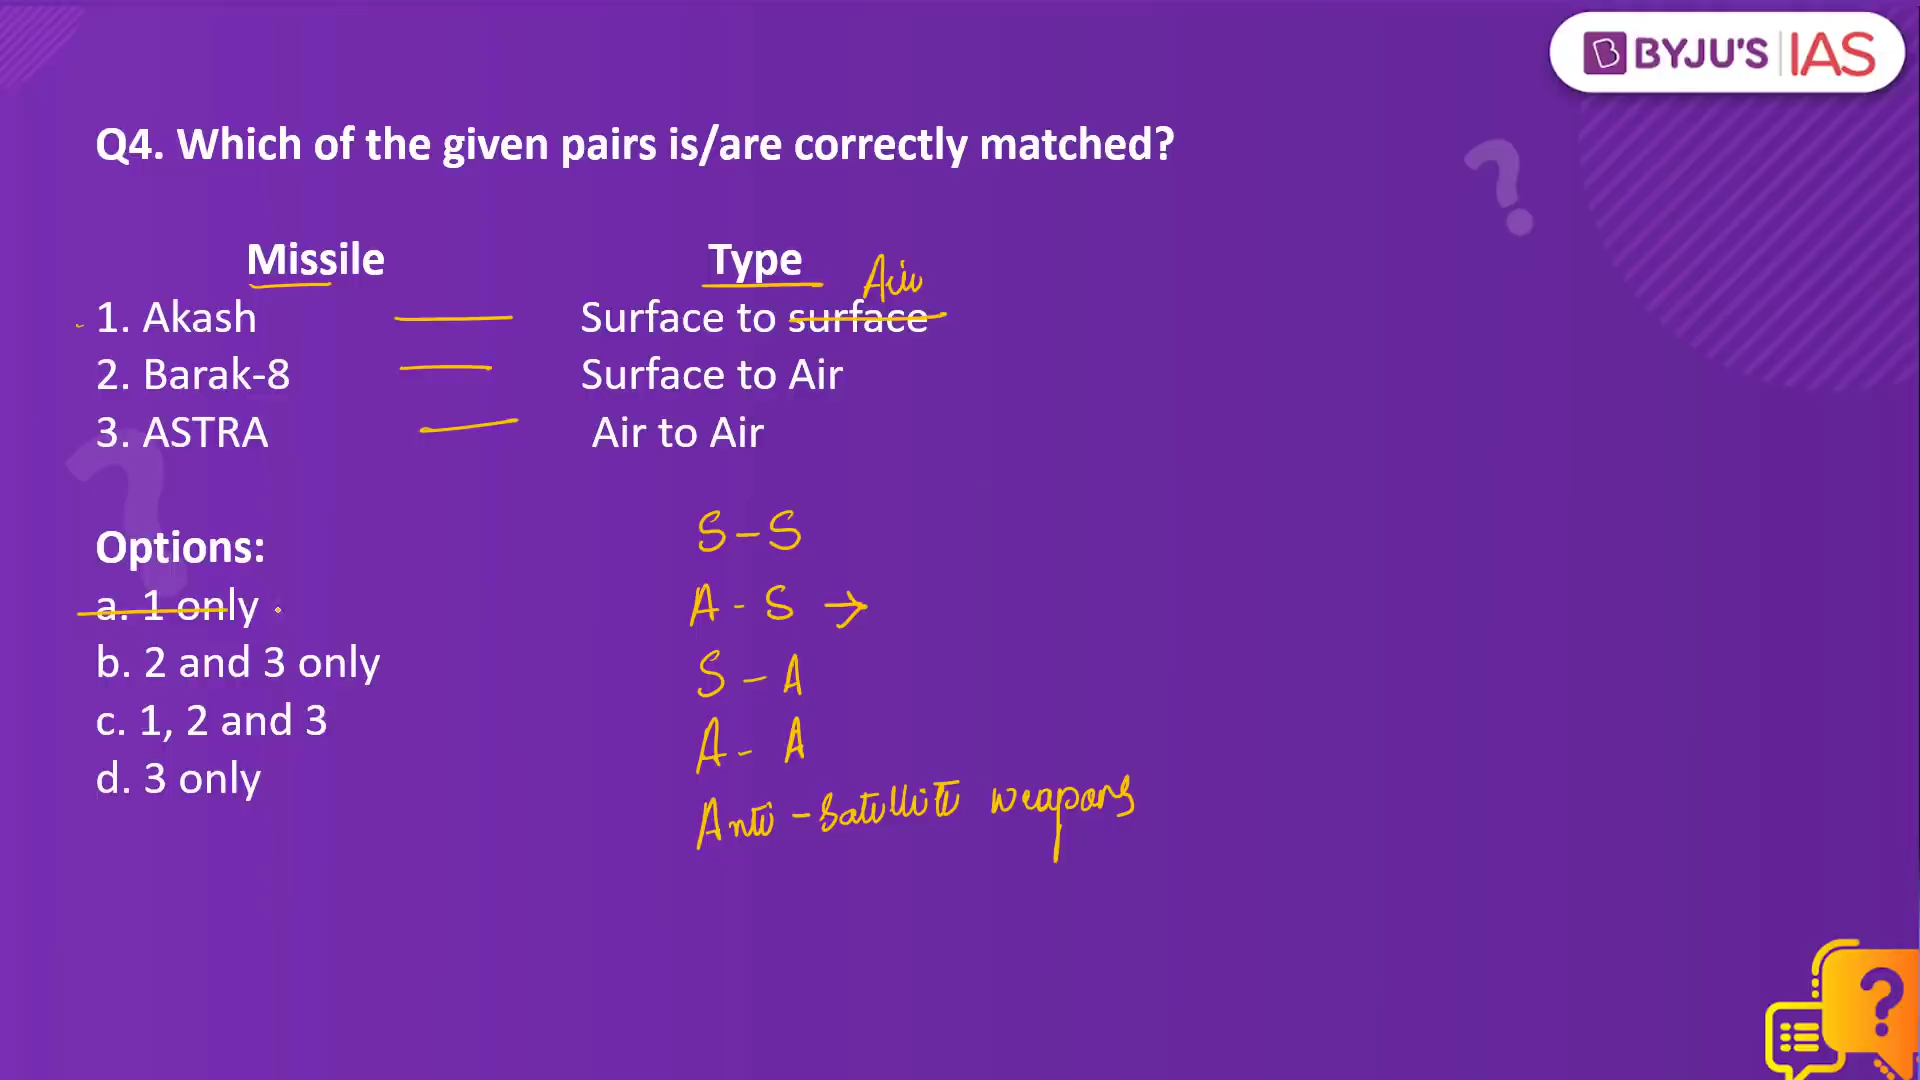 BYJU'S IAS
Q4. Which of the given pairs is/are correctly matched?
Missile Type
Air
1. Akash Surface to surface
2. Barak-8 Surface to Air
3. ASTRA Air to Air
S - S
Options:
a. 1 only
A - S →
b. 2 and 3 only
S - A
c. 1, 2 and 3
A - A
d. 3 only
Anti - satellite weapons